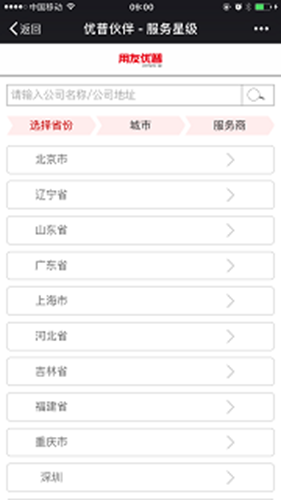 中国移动 09:00
返回 优普伙伴 - 服务星级
用友优普
请输入公司名称/公司地址
选择省份 城市 服务商
北京市
辽宁省
山东省
广东省
上海市
河北省
吉林省
福建省
重庆市
深圳